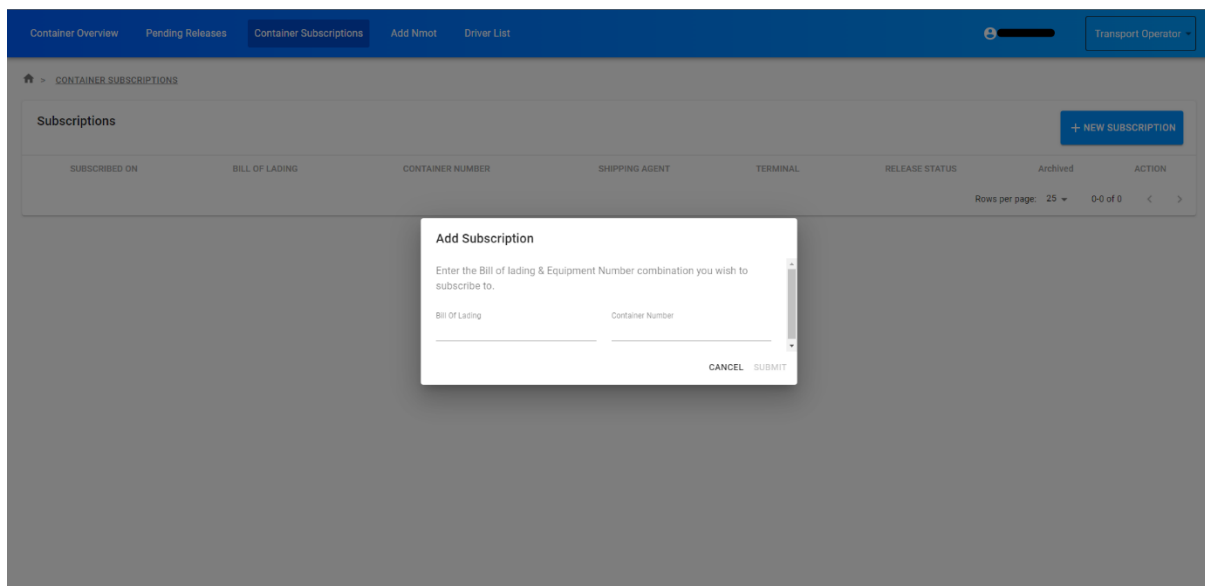 Container Overview Pending Releases Container Subscriptions Add Nmot Driver List Transport Operator
> CONTAINER SUBSCRIPTIONS
Subscriptions
+ NEW SUBSCRIPTION
SUBSCRIBED ON BILL OF LADING CONTAINER NUMBER SHIPPING AGENT TERMINAL RELEASE STATUS Archived ACTION
Rows per page: 25 0-0 of 0 < >
Add Subscription
Enter the Bill of lading & Equipment Number combination you wish to
subscribe to.
Bill Of Lading Container Number
CANCEL SUBMIT